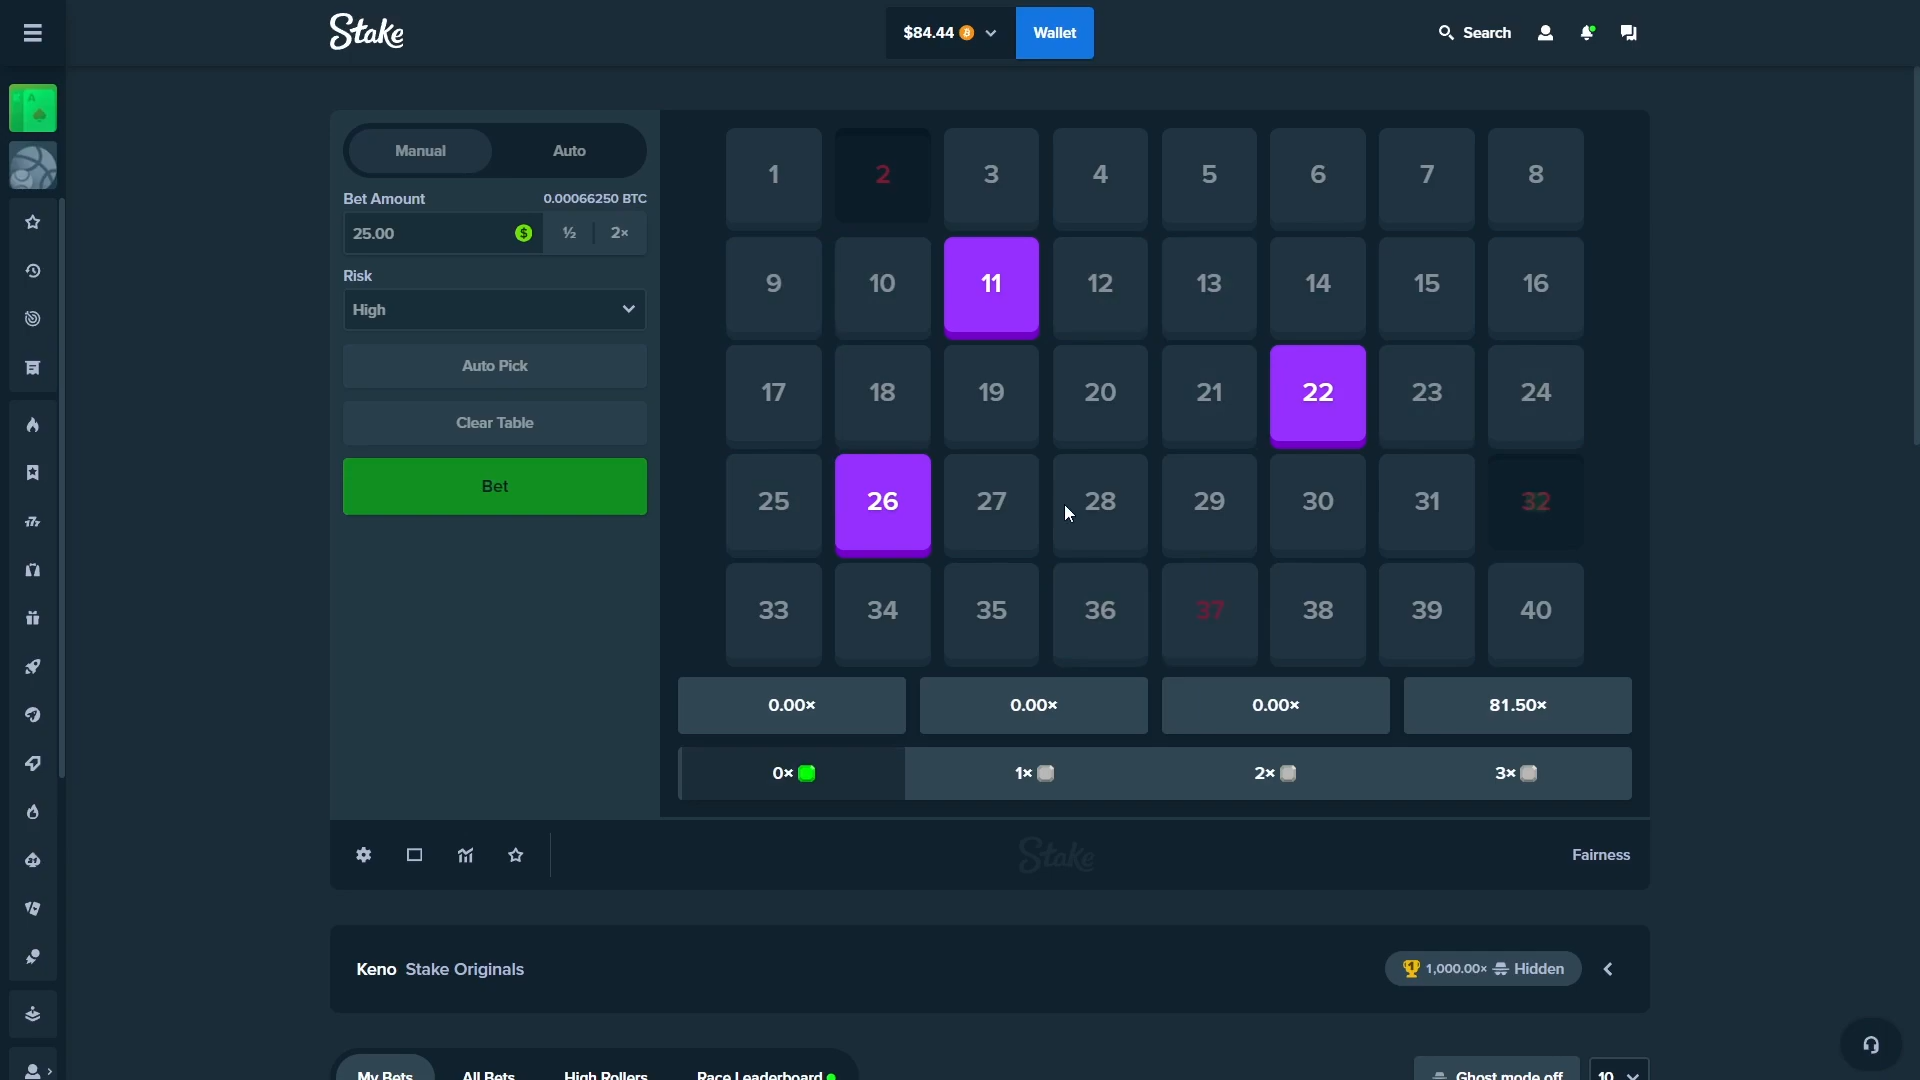 Stake
$84.44
Wallet
Search
Manual
Auto
Bet Amount
0.00066250 BTC
25.00
$
½
2×
Risk
High
Auto Pick
Clear Table
Bet
1 2 3 4 5 6 7 8
9 10 11 12 13 14 15 16
17 18 19 20 21 22 23 24
25 26 27 28 29 30 31 32
33 34 35 36 37 38 39 40
0.00× 0.00× 0.00× 81.50×
0× 1× 2× 3×
Stake
Fairness
Keno Stake Originals
1,000.00× Hidden
My Bets
All Bets
High Rollers
Race Leaderboard
Ghost mode off
10